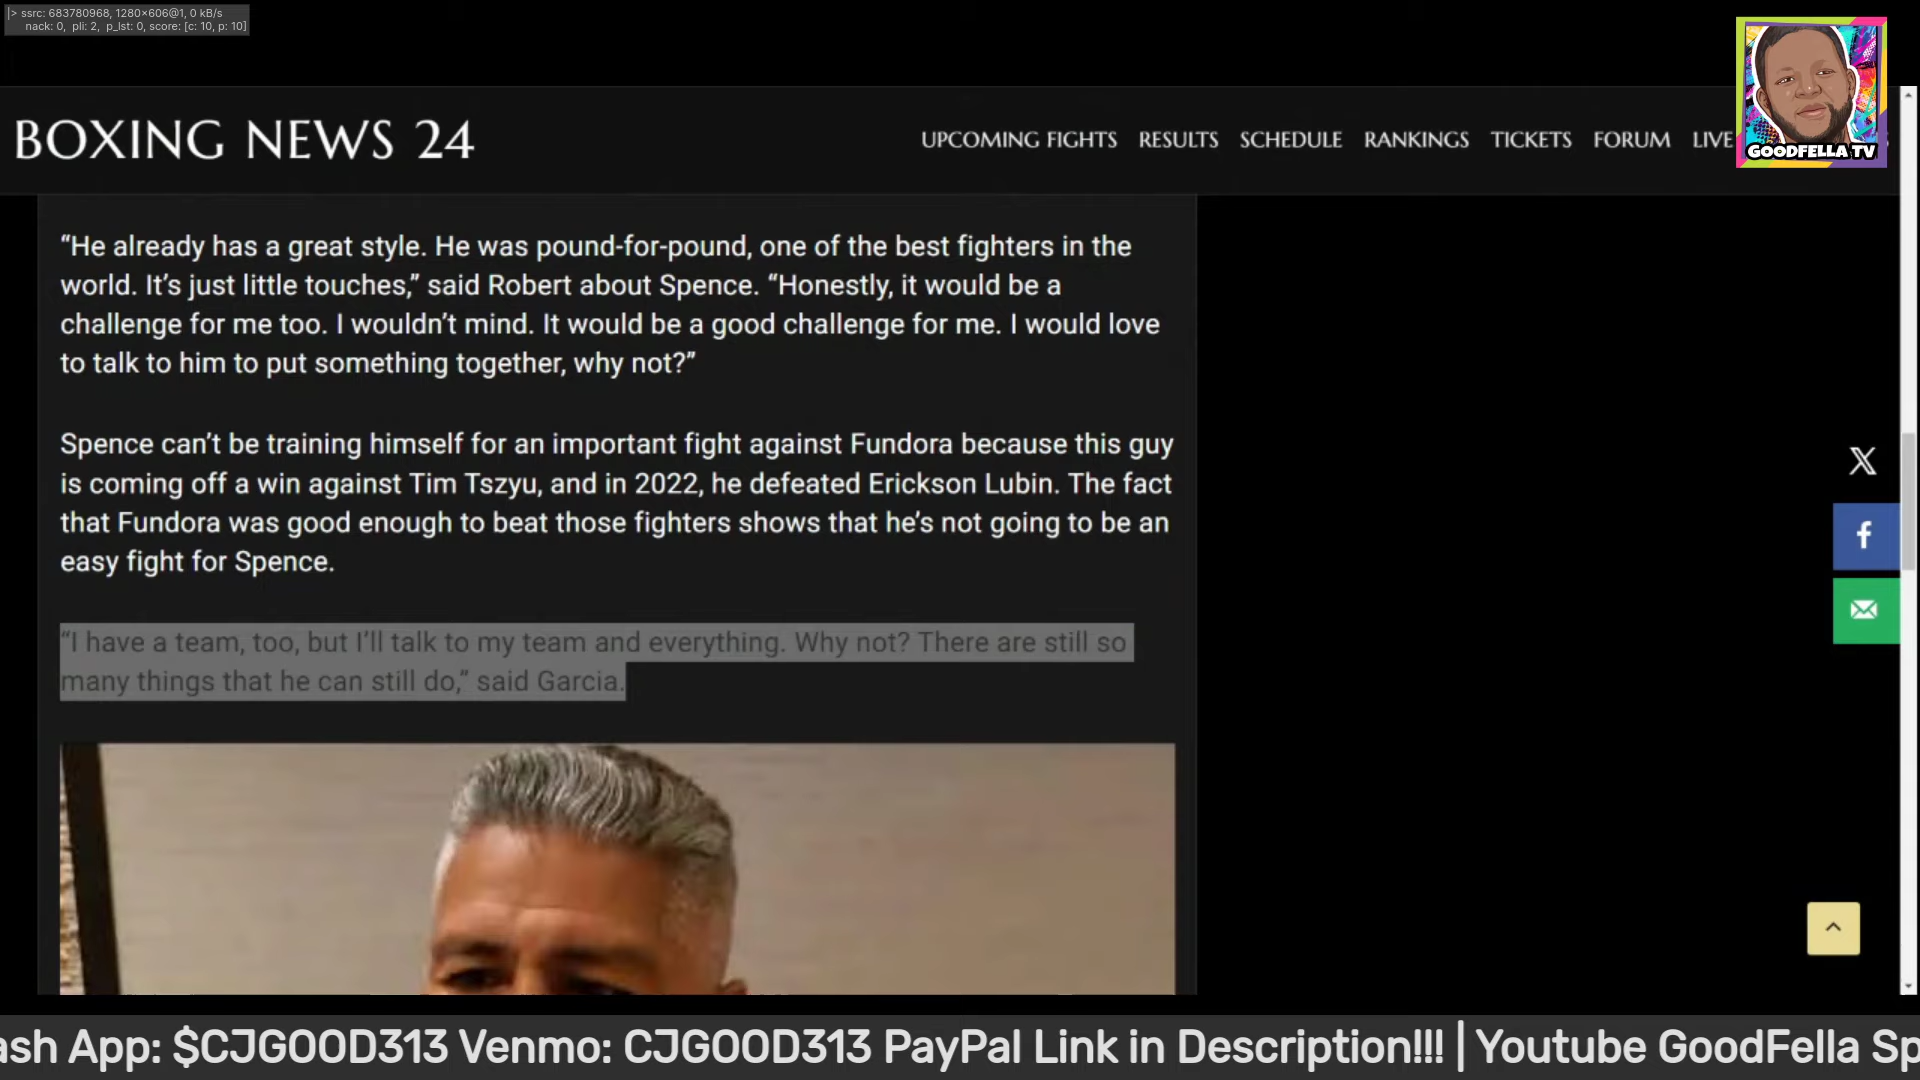 |> ssrc: 683780968, 1280×606@1, 0 kB/s
nack: 0, pli: 2, p_lst: 0, score: [c: 10, p: 10]
GOODFELLA TV
BOXING NEWS 24
UPCOMING FIGHTS RESULTS SCHEDULE RANKINGS TICKETS FORUM LIVE
“He already has a great style. He was pound-for-pound, one of the best fighters in the
world. It’s just little touches,” said Robert about Spence. “Honestly, it would be a
challenge for me too. I wouldn’t mind. It would be a good challenge for me. I would love
to talk to him to put something together, why not?”
Spence can’t be training himself for an important fight against Fundora because this guy
is coming off a win against Tim Tszyu, and in 2022, he defeated Erickson Lubin. The fact
that Fundora was good enough to beat those fighters shows that he’s not going to be an
easy fight for Spence.
“I have a team, too, but I’ll talk to my team and everything. Why not? There are still so
many things that he can still do,” said Garcia.
ash App: $CJGOOD313 Venmo: CJGOOD313 PayPal Link in Description!!! | Youtube GoodFella Sp